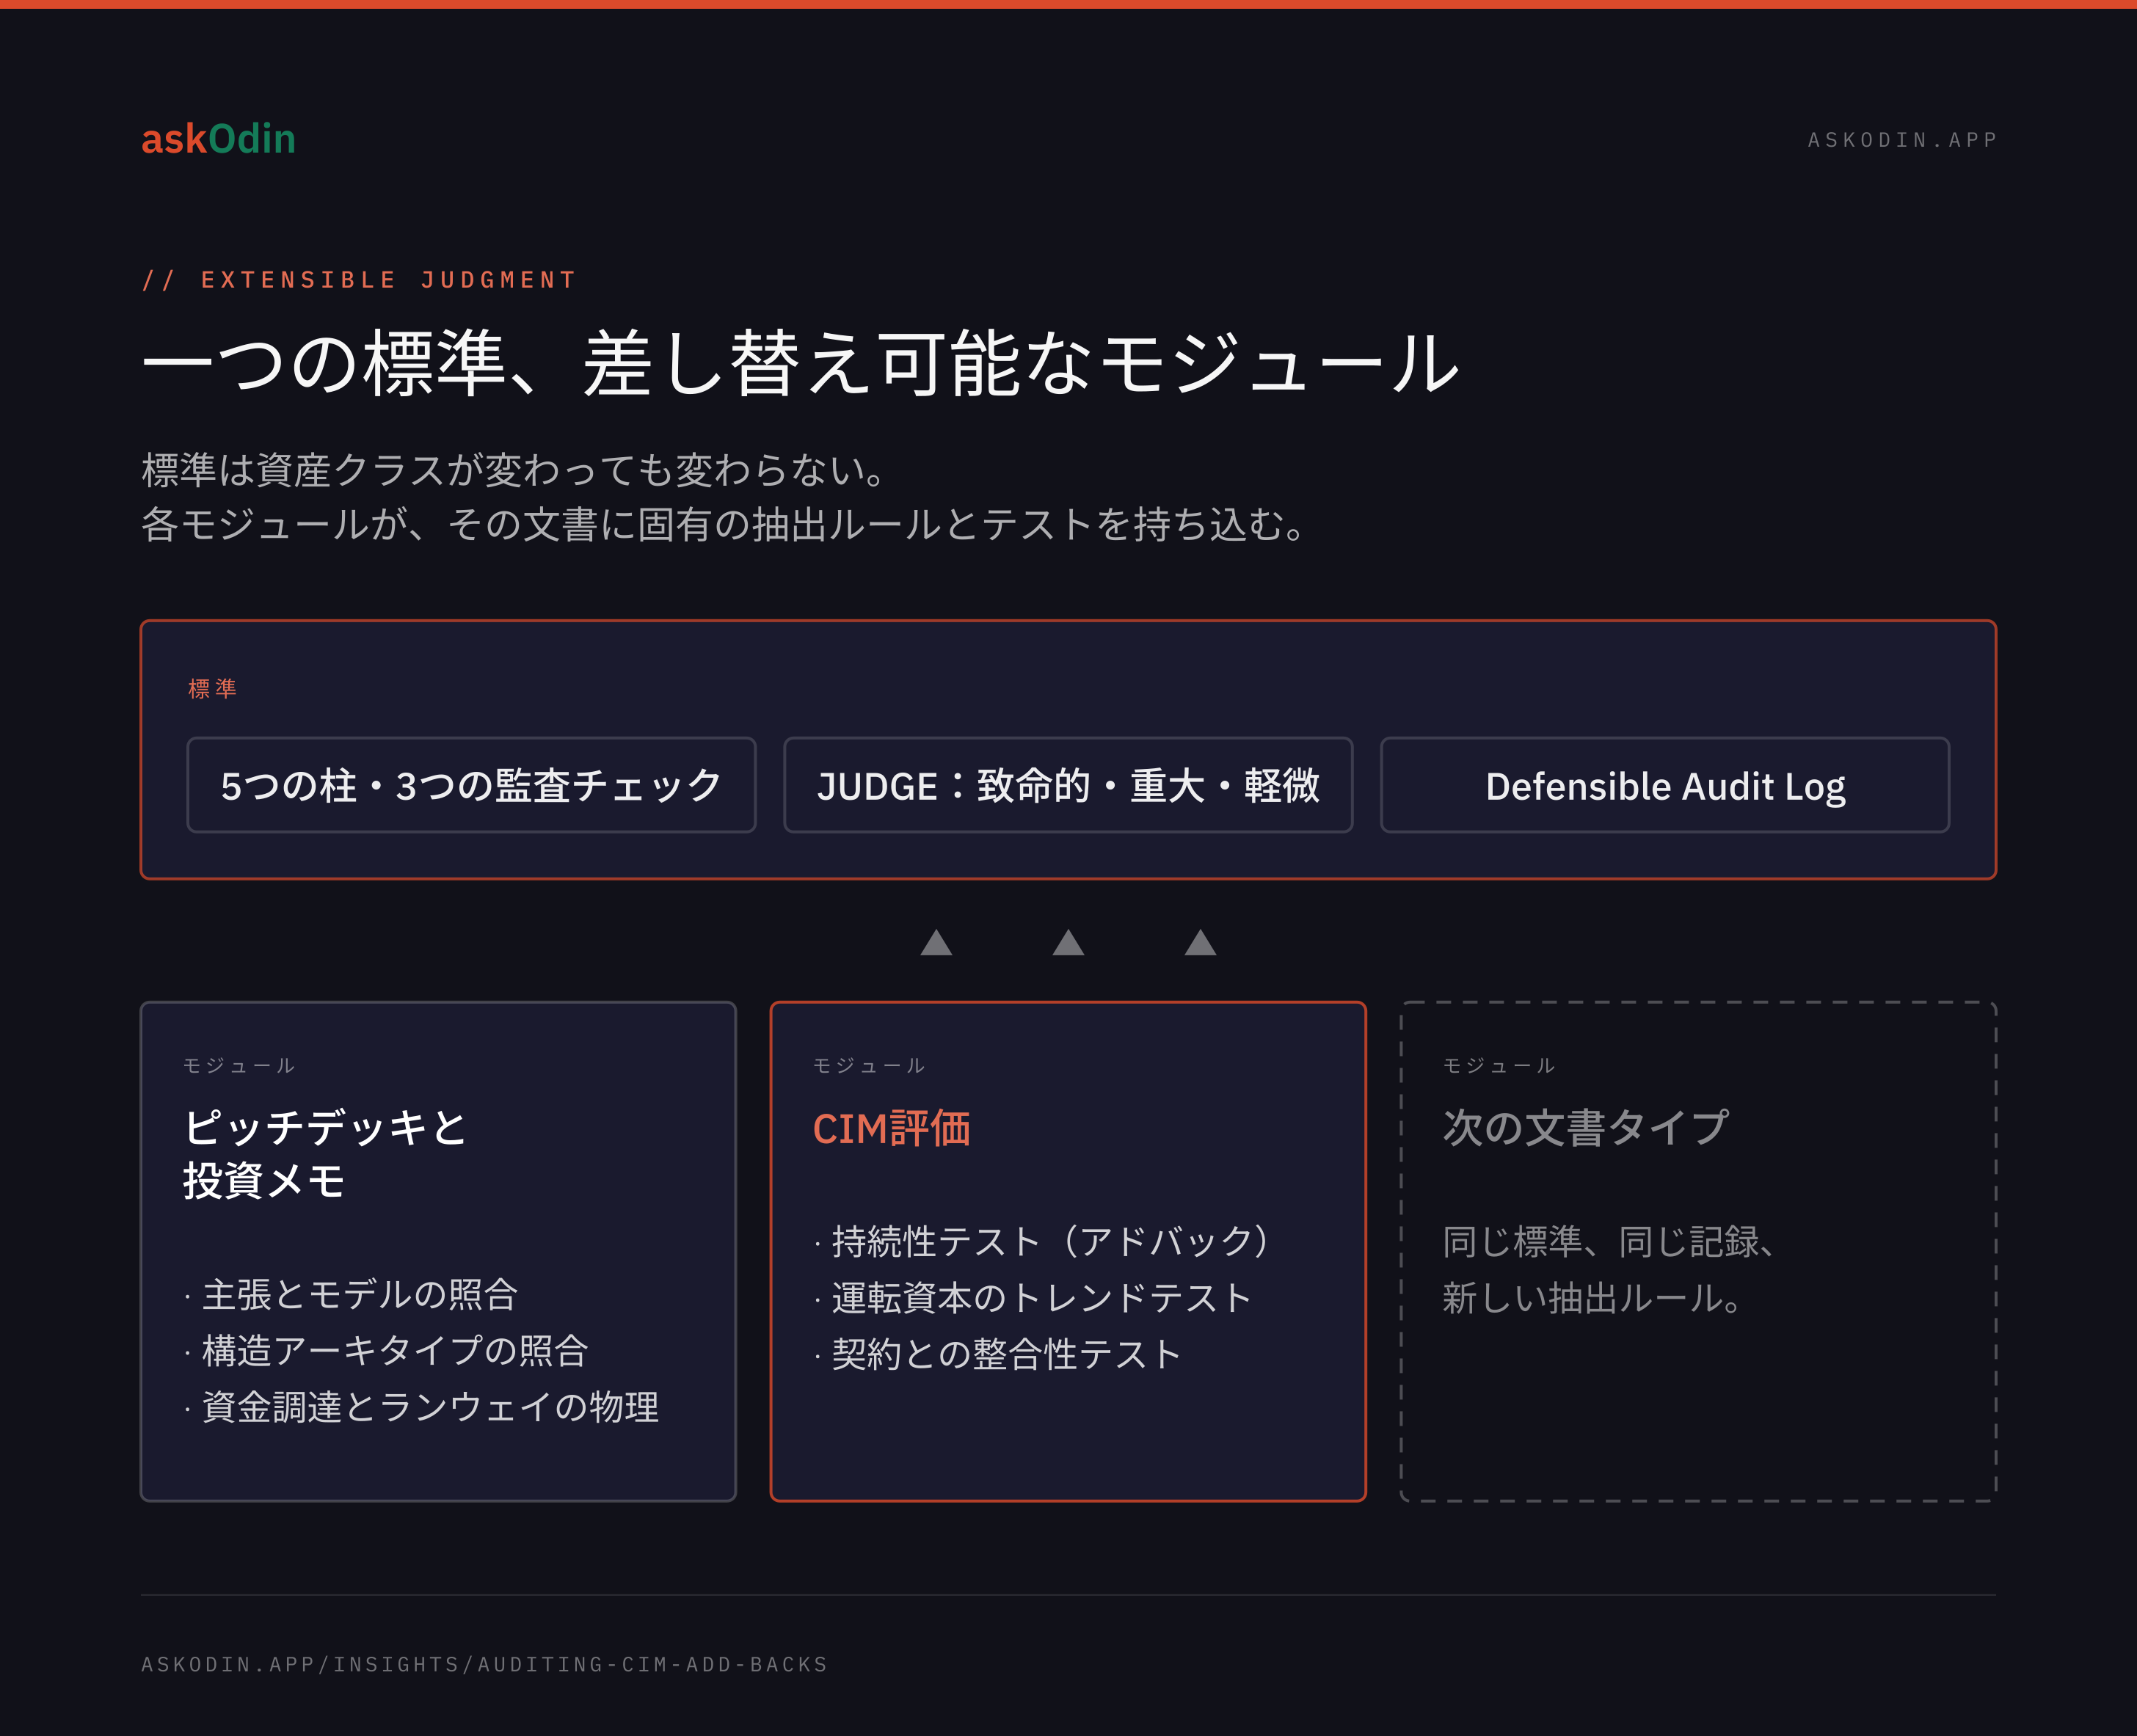 askOdin
ASKODIN.APP
// EXTENSIBLE JUDGMENT
一つの標準、差し替え可能なモジュール
標準は資産クラスが変わっても変わらない。
各モジュールが、その文書に固有の抽出ルールとテストを持ち込む。
標準
5つの柱・3つの監査チェック
JUDGE：致命的・重大・軽微
Defensible Audit Log
モジュール
ピッチデッキと
投資メモ
· 主張とモデルの照合
· 構造アーキタイプの照合
· 資金調達とランウェイの物理
モジュール
CIM評価
· 持続性テスト（アドバック）
· 運転資本のトレンドテスト
· 契約との整合性テスト
モジュール
次の文書タイプ
同じ標準、同じ記録、
新しい抽出ルール。
ASKODIN.APP/INSIGHTS/AUDITING-CIM-ADD-BACKS